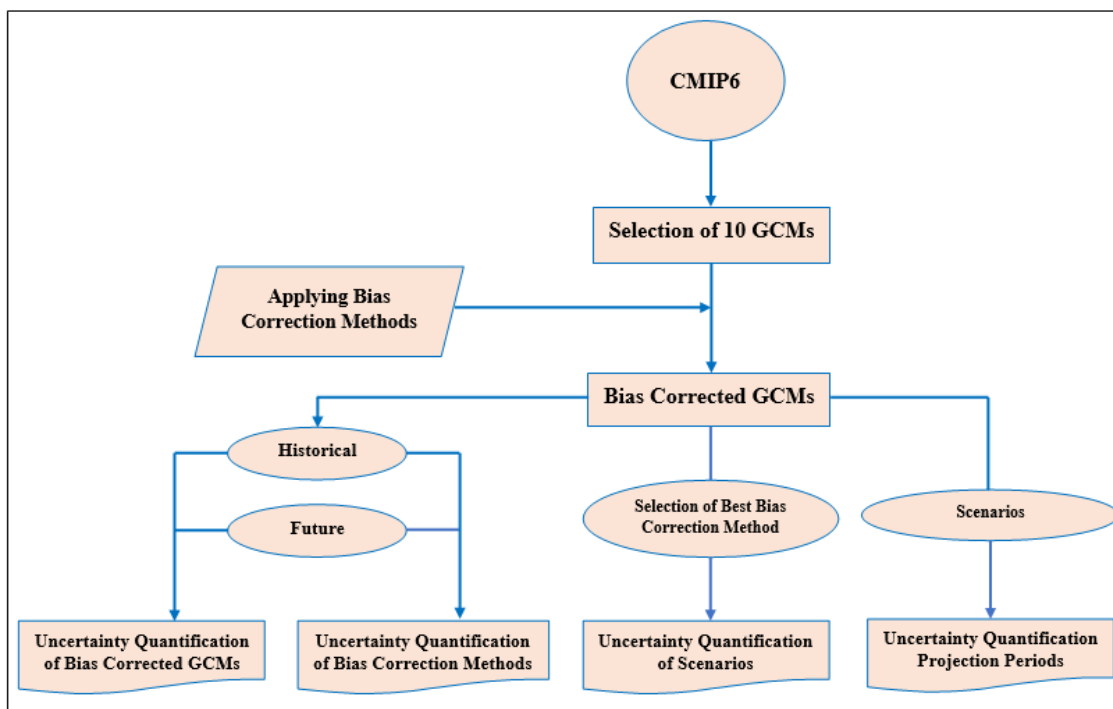 CMIP6
Selection of 10 GCMs
Applying Bias
Correction Methods
Bias Corrected GCMs
Historical
Future
Selection of Best Bias
Correction Method
Scenarios
Uncertainty Quantification
of Bias Corrected GCMs
Uncertainty Quantification
of Bias Correction Methods
Uncertainty Quantification
of Scenarios
Uncertainty Quantification
Projection Periods